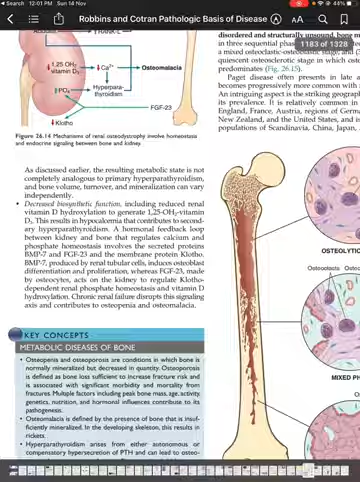 Search 12:01 PM Sun 14 Nov
44%
Robbins and Cotran Pathologic Basis of Disease
AA
1183 of 1328
Acidosis
↑ RANK-L
↓ 1,25 OH₂
vitamin D₃
↓ Ca²⁺
Osteomalacia
Hyperpara-
thyroidism
↑HPO₄
FGF-23
↓ Klotho
Figure 26.14 Mechanisms of renal osteodystrophy involve homeostasis
and endocrine signaling between bone and kidney.
As discussed earlier, the resulting metabolic state is not
completely analogous to primary hyperparathyroidism,
and bone volume, turnover, and mineralization can vary
independently.
• Decreased biosynthetic function, including reduced renal
vitamin D hydroxylation to generate 1,25-OH₂-vitamin
D₃. This results in hypocalcemia that contributes to second-
ary hyperparathyroidism. A hormonal feedback loop
between kidney and bone that regulates calcium and
phosphate homeostasis involves the secreted proteins
BMP-7 and FGF-23 and the membrane protein Klotho.
BMP-7, produced by renal tubular cells, induces osteoblast
differentiation and proliferation, whereas FGF-23, made
by osteocytes, acts on the kidney to regulate Klotho-
dependent renal phosphate homeostasis and vitamin D
hydroxylation. Chronic renal failure disrupts this signaling
axis and contributes to osteopenia and osteomalacia.
KEY CONCEPTS
METABOLIC DISEASES OF BONE
• Osteopenia and osteoporosis are conditions in which bone is
normally mineralized but decreased in quantity. Osteoporosis
is defined as bone loss sufficient to increase fracture risk and
is associated with significant morbidity and mortality from
fractures. Multiple factors including peak bone mass, age, activity,
genetics, nutrition, and hormonal influences contribute to its
pathogenesis.
• Osteomalacia is defined by the presence of bone that is insuf-
ficiently mineralized. In the developing skeleton, this results in
rickets.
• Hyperparathyroidism arises from either autonomous or
compensatory hypersecretion of PTH and can lead to osteo-
disordered and structurally unsound, bone m
in three sequential phas
a mixed osteoclastic-osteoblastic stage, and (3
quiescent osteosclerotic stage in which oste
predominates (Fig. 26.15).
Paget disease often presents in late a
becomes progressively more common with
An intriguing aspect is the striking geograph
its prevalence. It is relatively common in
England, France, Austria, regions of Germa
New Zealand, and the United States, and is
populations of Scandinavia, China, Japan,
OSTEOLYTIC
Osteoclasts
MIXED PH